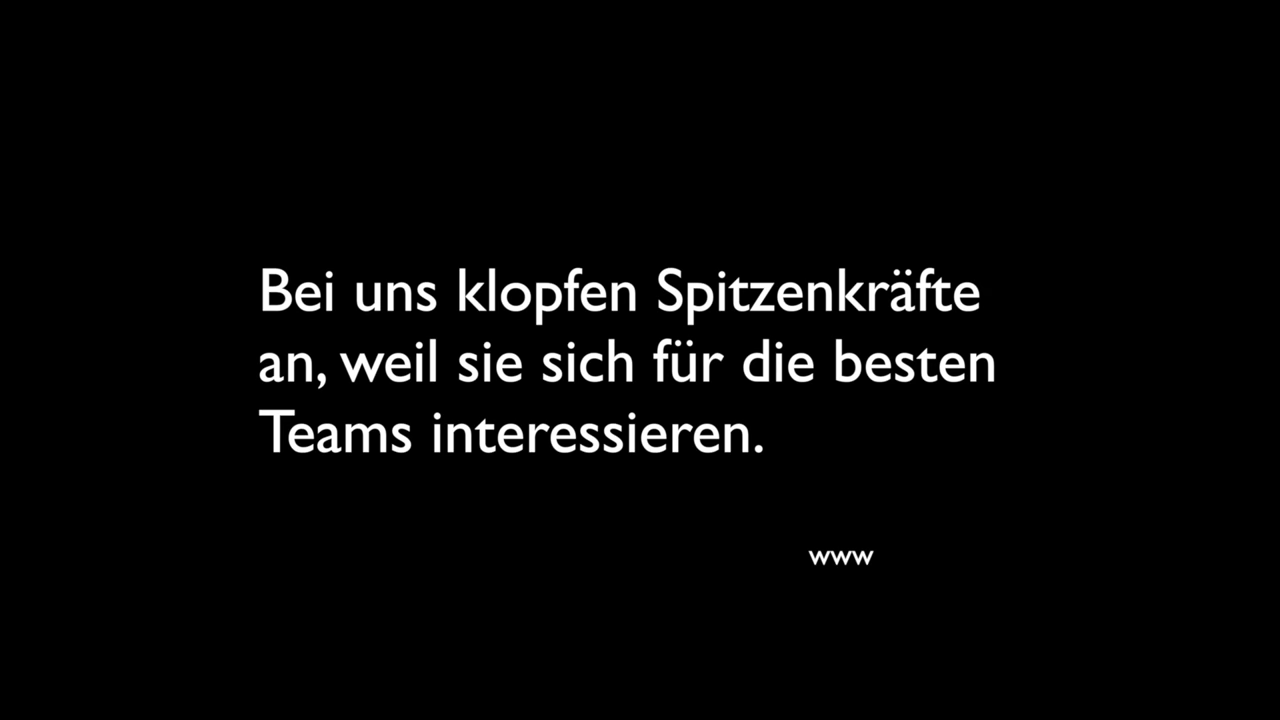 Bei uns klopfen Spitzenkräfte
an, weil sie sich für die besten
Teams interessieren.
www